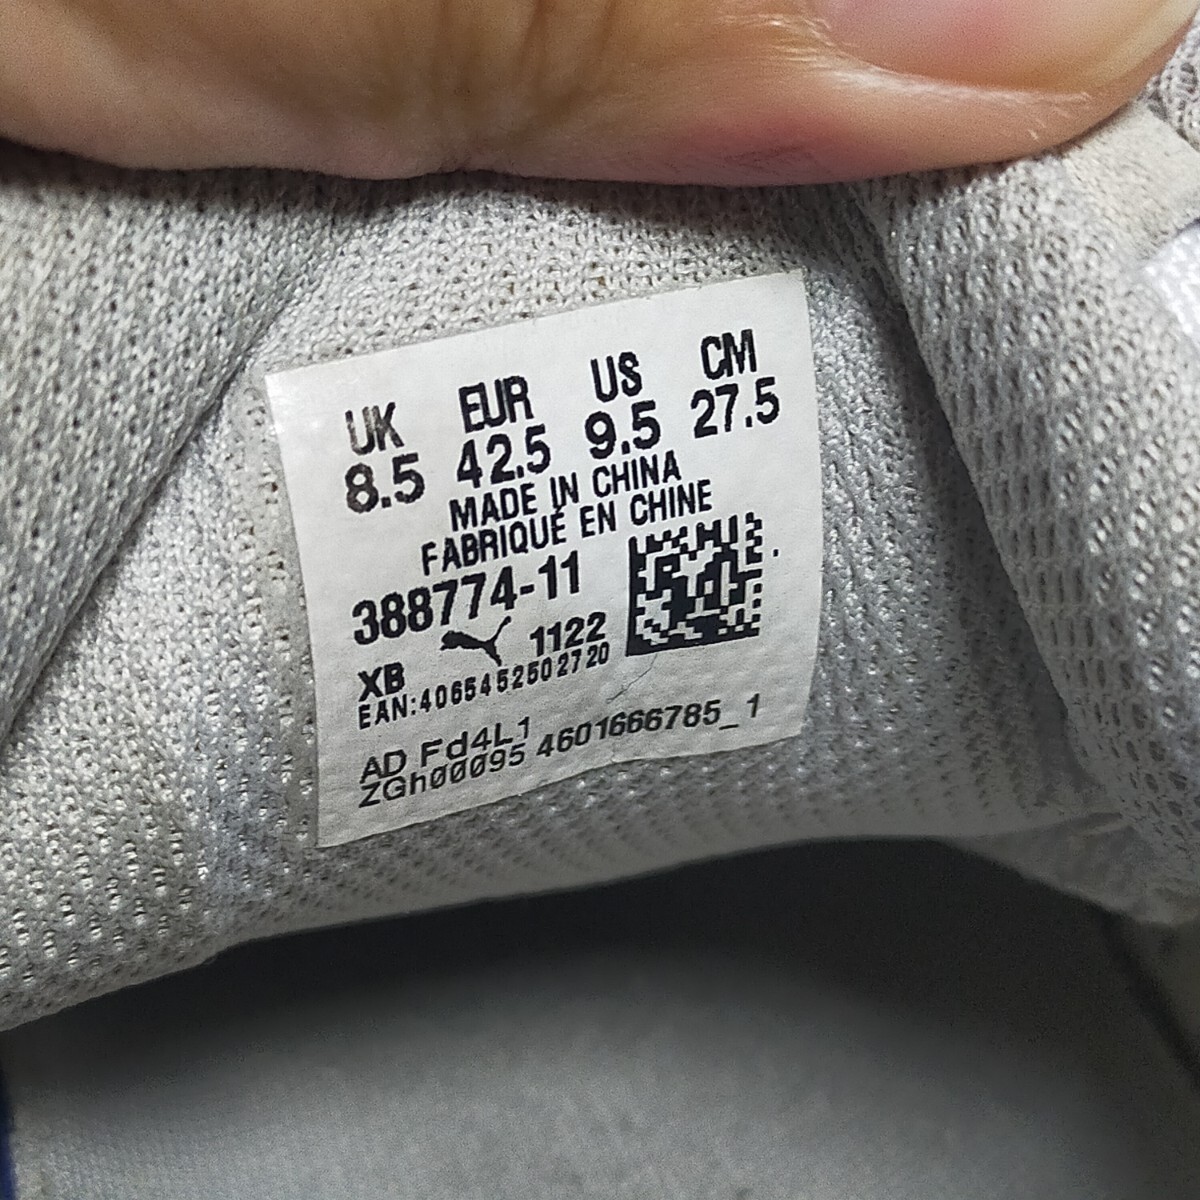 UK EUR US CM
8.5 42.5 9.5 27.5
MADE IN CHINA
FABRIQUÉ EN CHINE
388774-11
XB 1122
EAN:4065452502720
AD Fd4L1
ZGh00095 4601666785_1